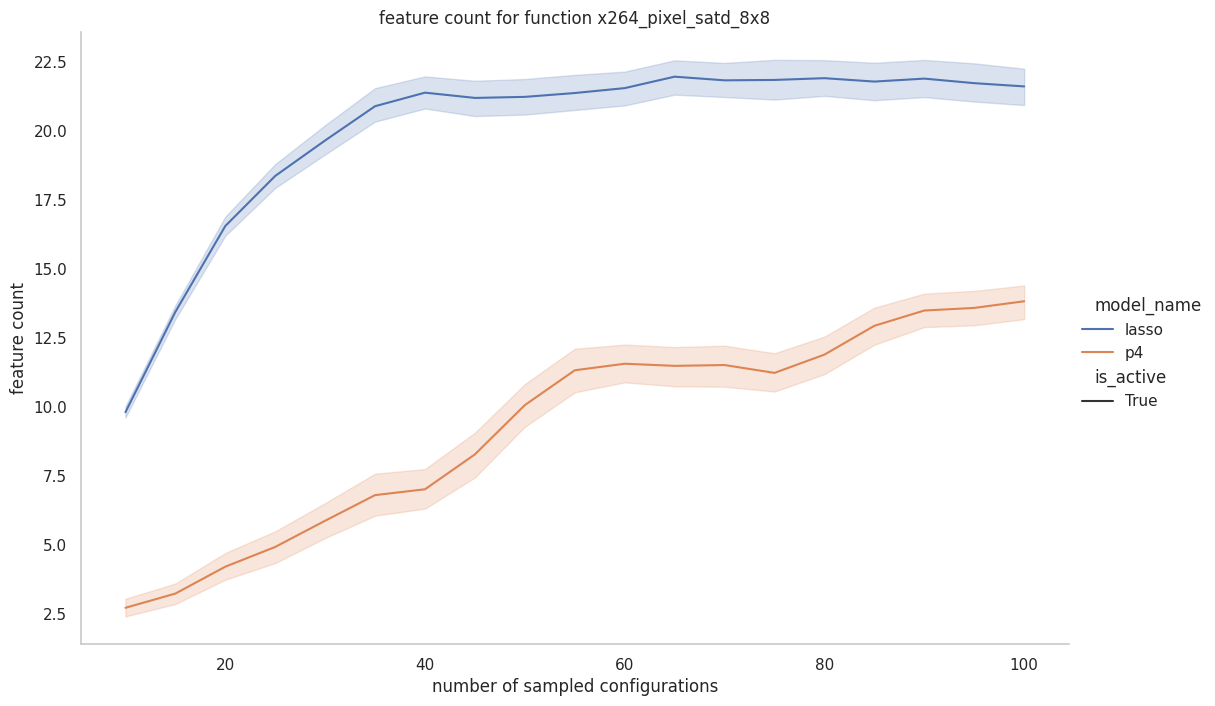 feature count for function x264_pixel_satd_8x8
22.5
20.0
17.5
15.0
12.5
10.0
7.5
5.0
2.5
feature count
20 40 60 80 100
number of sampled configurations
model_name
lasso
p4
is_active
True